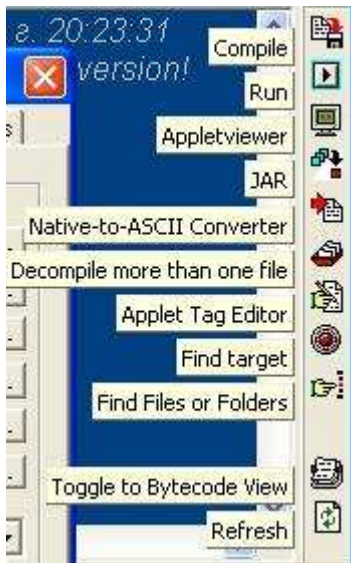 г. 20:23:31
version!
Compile
Run
Appletviewer
JAR
Native-to-ASCII Converter
Decompile more than one file
Applet Tag Editor
Find target
Find Files or Folders
Toggle to Bytecode View
Refresh